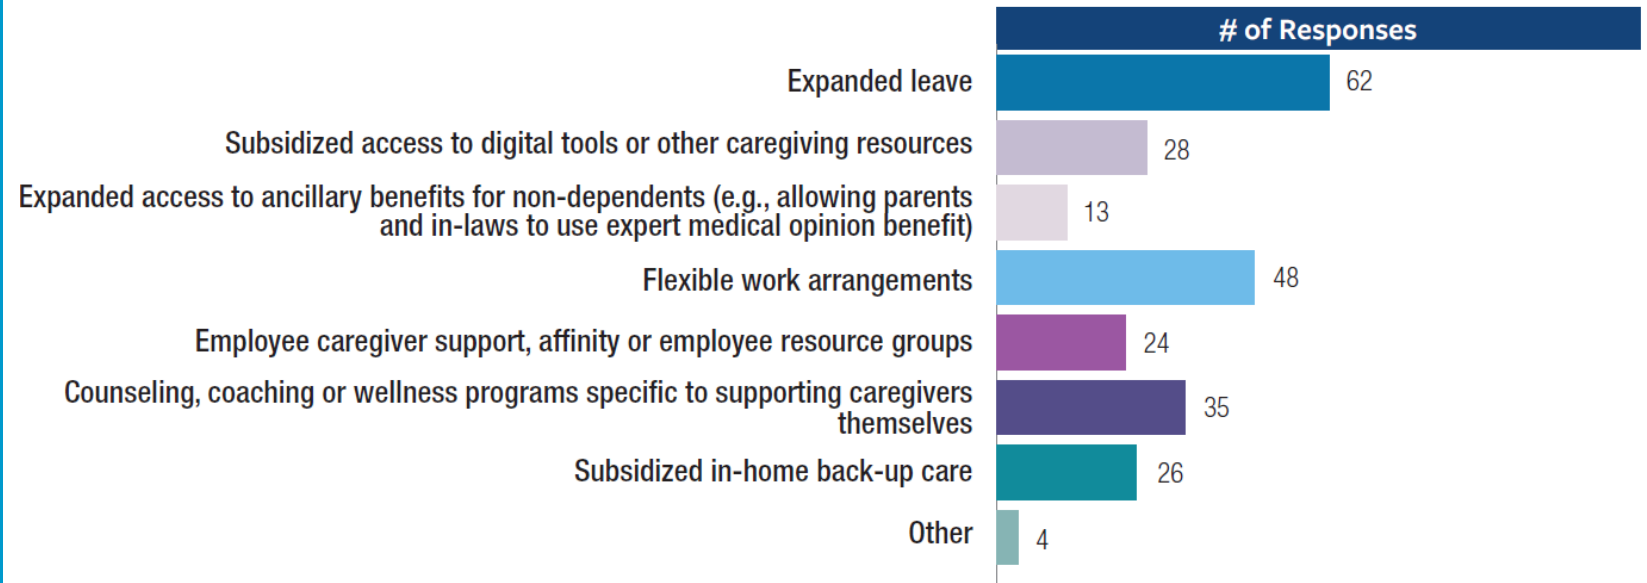 # of Responses
Expanded leave
62
Subsidized access to digital tools or other caregiving resources
28
Expanded access to ancillary benefits for non-dependents (e.g., allowing parents
and in-laws to use expert medical opinion benefit)
13
Flexible work arrangements
48
Employee caregiver support, affinity or employee resource groups
24
Counseling, coaching or wellness programs specific to supporting caregivers
themselves
35
Subsidized in-home back-up care
26
Other
4